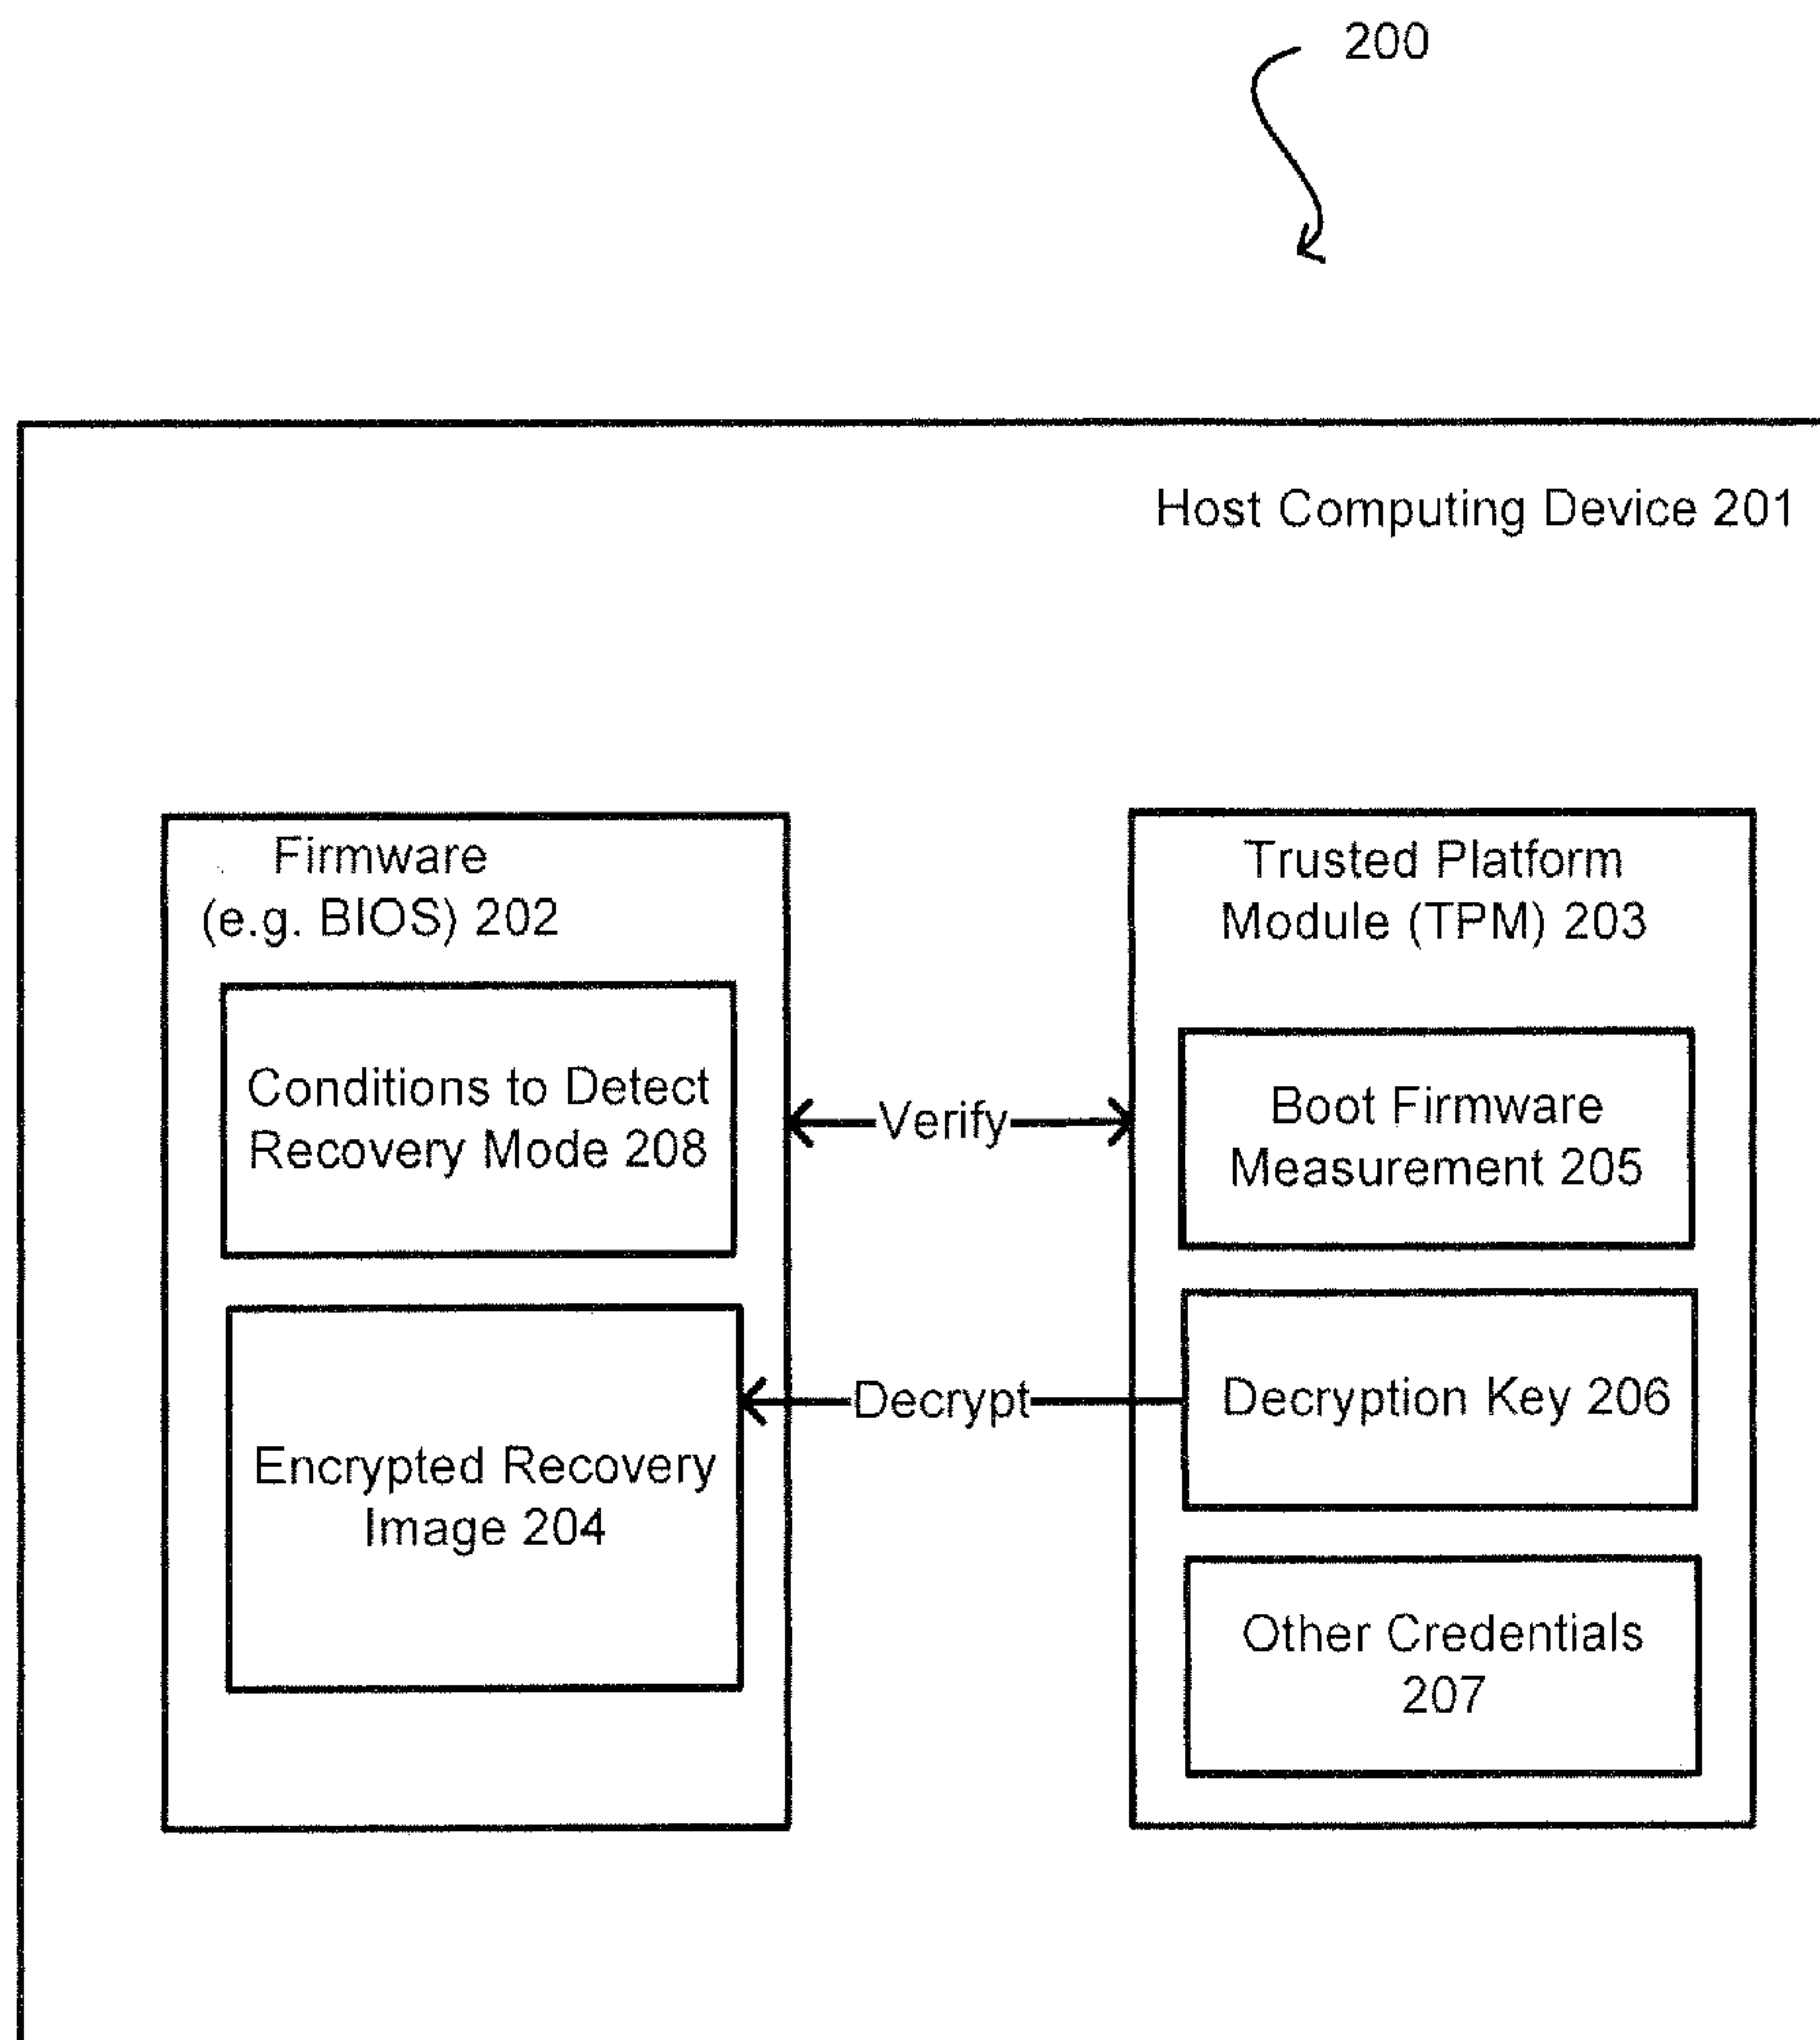 200
Host Computing Device 201
Firmware
(e.g. BIOS) 202
Conditions to Detect
Recovery Mode 208
Encrypted Recovery
Image 204
Verify
Decrypt
Trusted Platform
Module (TPM) 203
Boot Firmware
Measurement 205
Decryption Key 206
Other Credentials
207